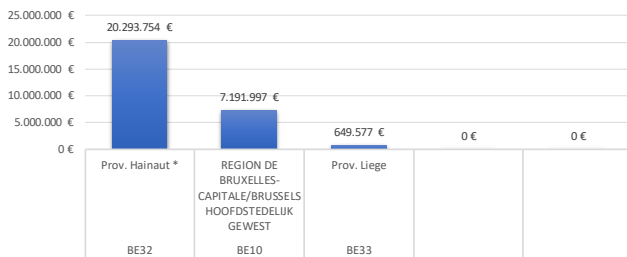 25.000.000 €
20.293.754 €
20.000.000 €
15.000.000 €
10.000.000 €
7.191.997 €
5.000.000 €
649.577 €
0 €
0 €
0 €
Prov. Hainaut *
REGION DE
BRUXELLES-
CAPITALE/BRUSSELS
HOOFDSTEDELIJK
GEWEST
Prov. Liege
BE32
BE10
BE33